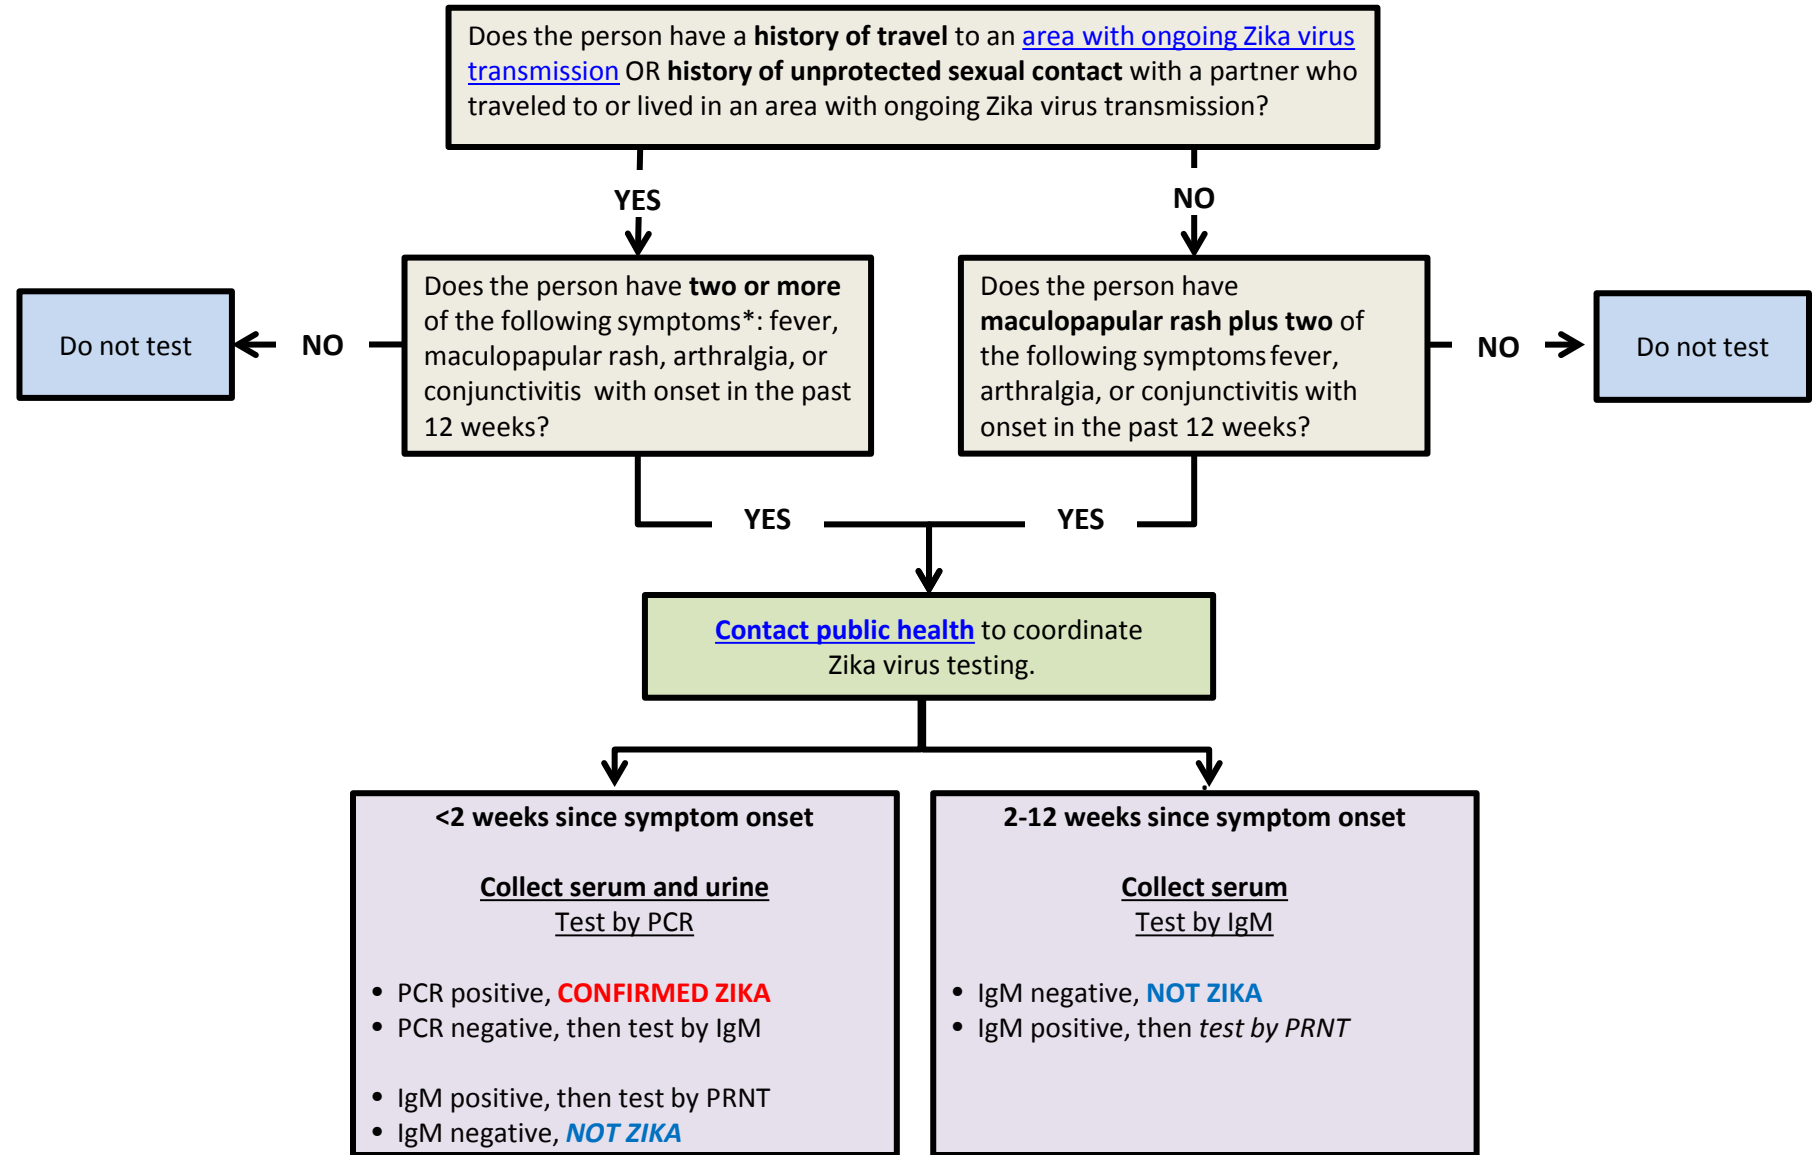 Does the person have a history of travel to an area with ongoing Zika virus
transmission OR history of unprotected sexual contact with a partner who
traveled to or lived in an area with ongoing Zika virus transmission?
YES
NO
Do not test
NO
Does the person have two or more
of the following symptoms*: fever,
maculopapular rash, arthralgia, or
conjunctivitis with onset in the past
12 weeks?
Does the person have
maculopapular rash plus two of
the following symptoms fever,
arthralgia, or conjunctivitis with
onset in the past 12 weeks?
NO
Do not test
YES
YES
Contact public health to coordinate
Zika virus testing.
<2 weeks since symptom onset
Collect serum and urine
Test by PCR
• PCR positive, CONFIRMED ZIKA
• PCR negative, then test by IgM
• IgM positive, then test by PRNT
• IgM negative, NOT ZIKA
2-12 weeks since symptom onset
Collect serum
Test by IgM
• IgM negative, NOT ZIKA
• IgM positive, then test by PRNT